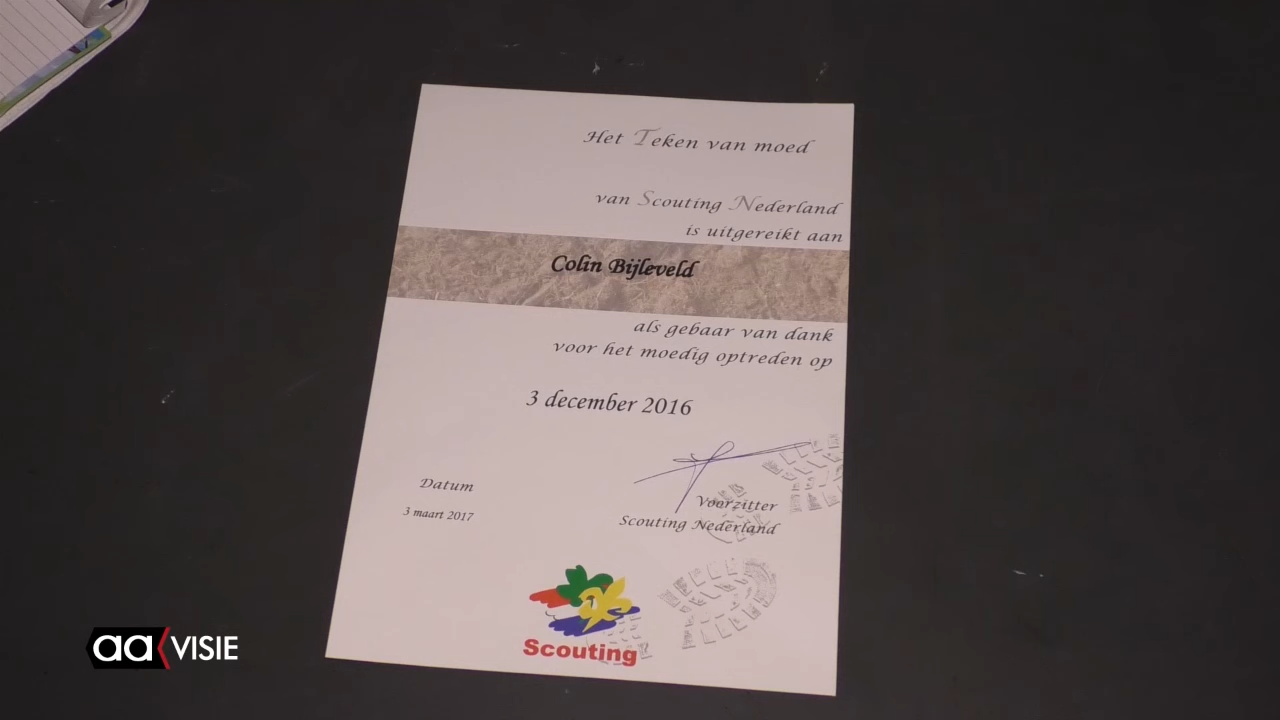 Het Teken van moed
van Scouting Nederland
is uitgereikt aan
Colin Bijleveld
als gebaar van dank
voor het moedig optreden op
3 december 2016
Datum
3 maart 2017
Voorzitter
Scouting Nederland
Scouting
aa VISIE